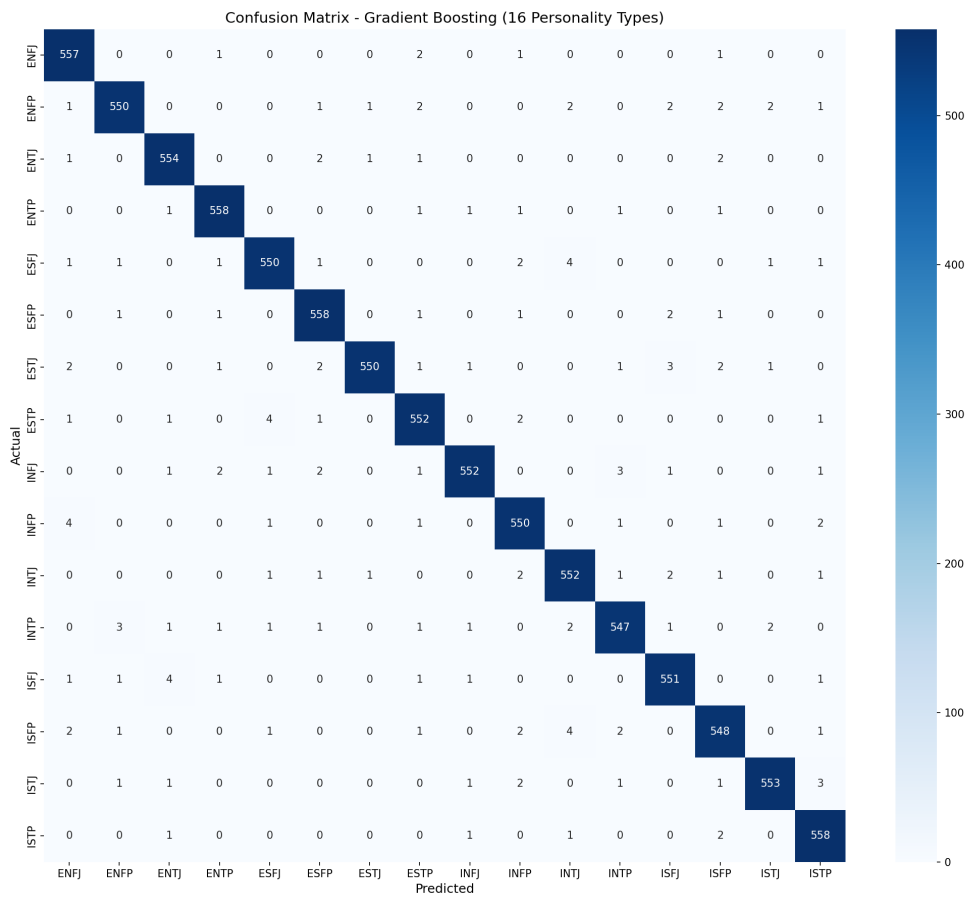 Confusion Matrix - Gradient Boosting (16 Personality Types)
ENFJ 557 0 0 1 0 0 0 2 0 1 0 0 0 1 0 0
ENFP 1 550 0 0 0 1 1 2 0 0 2 0 2 2 2 1
ENTJ 1 0 554 0 0 2 1 1 0 0 0 0 0 2 0 0
ENTP 0 0 1 558 0 0 0 1 1 1 0 1 0 1 0 0
ESFJ 1 1 0 1 550 1 0 0 0 2 4 0 0 0 1 1
ESFP 0 1 0 1 0 558 0 1 0 1 0 0 2 1 0 0
ESTJ 2 0 0 1 0 2 550 1 1 0 0 1 3 2 1 0
ESTP 1 0 1 0 4 1 0 552 0 2 0 0 0 0 0 1
INFJ 0 0 1 2 1 2 0 1 552 0 0 3 1 0 0 1
INFP 4 0 0 0 1 0 0 1 0 550 0 1 0 1 0 2
INTJ 0 0 0 0 1 1 1 0 0 2 552 1 2 1 0 1
INTP 0 3 1 1 1 1 0 1 1 0 2 547 1 0 2 0
ISFJ 1 1 4 1 0 0 0 1 1 0 0 0 551 0 0 1
ISFP 2 1 0 0 1 0 0 1 0 2 4 2 0 548 0 1
ISTJ 0 1 1 0 0 0 0 0 1 2 0 1 0 1 553 3
ISTP 0 0 1 0 0 0 0 0 1 0 1 0 0 2 0 558
Actual
ENFJ ENFP ENTJ ENTP ESFJ ESFP ESTJ ESTP INFJ INFP INTJ INTP ISFJ ISFP ISTJ ISTP
Predicted
500
400
300
200
100
0